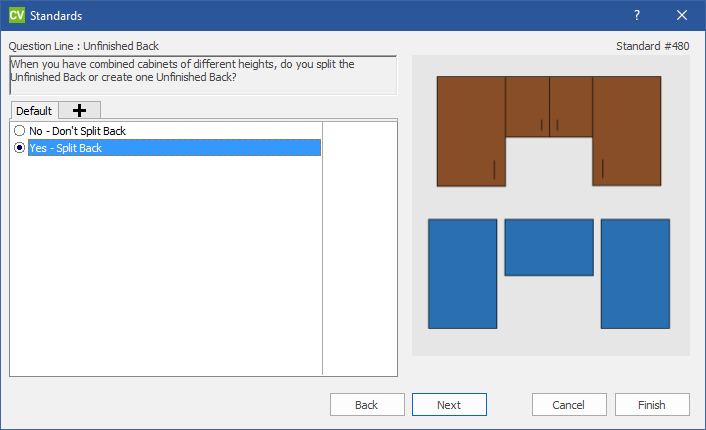 CV Standards ?
Question Line : Unfinished Back Standard #480
When you have combined cabinets of different heights, do you split the
Unfinished Back or create one Unfinished Back?
Default
No - Don't Split Back
Yes - Split Back
Back Next Cancel Finish